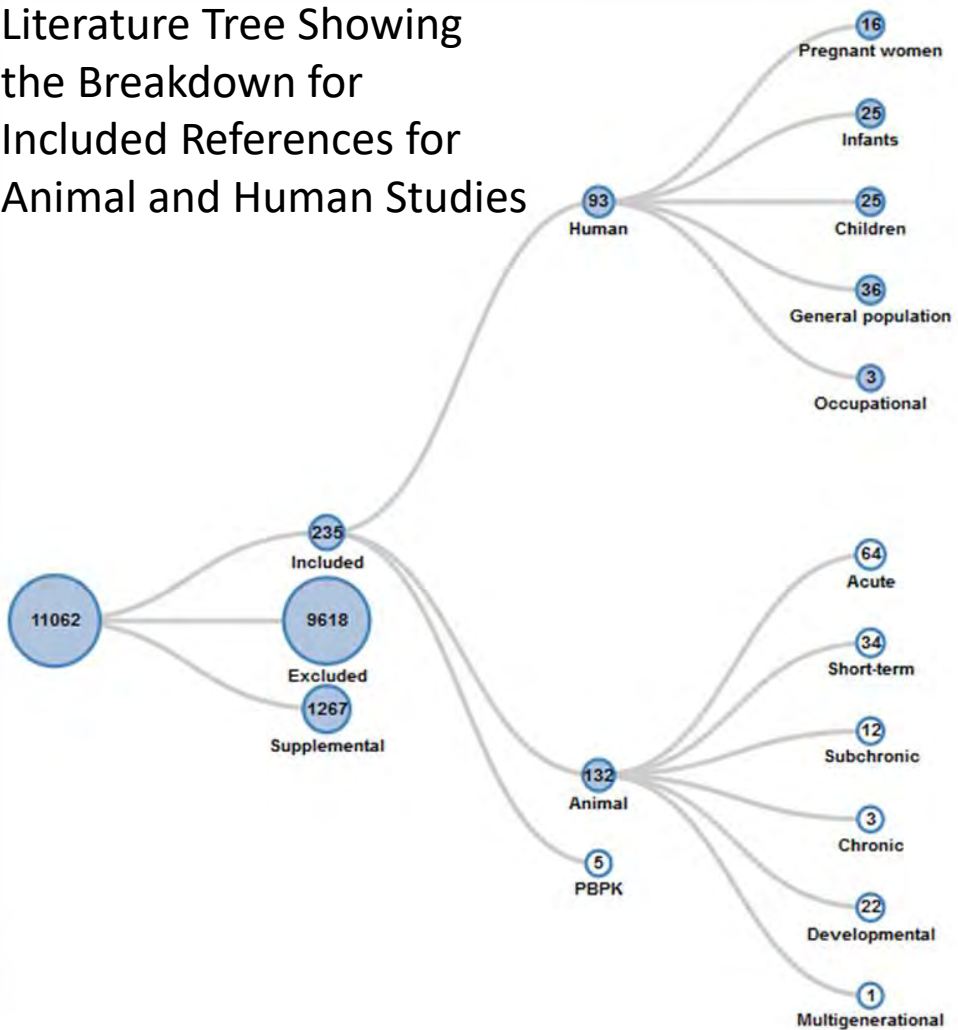 Literature Tree Showing
the Breakdown for
Included References for
Animal and Human Studies
11062
235
Included
9618
Excluded
1267
Supplemental
93
Human
16
Pregnant women
25
Infants
25
Children
36
General population
3
Occupational
132
Animal
5
PBPK
64
Acute
34
Short-term
12
Subchronic
3
Chronic
22
Developmental
1
Multigenerational